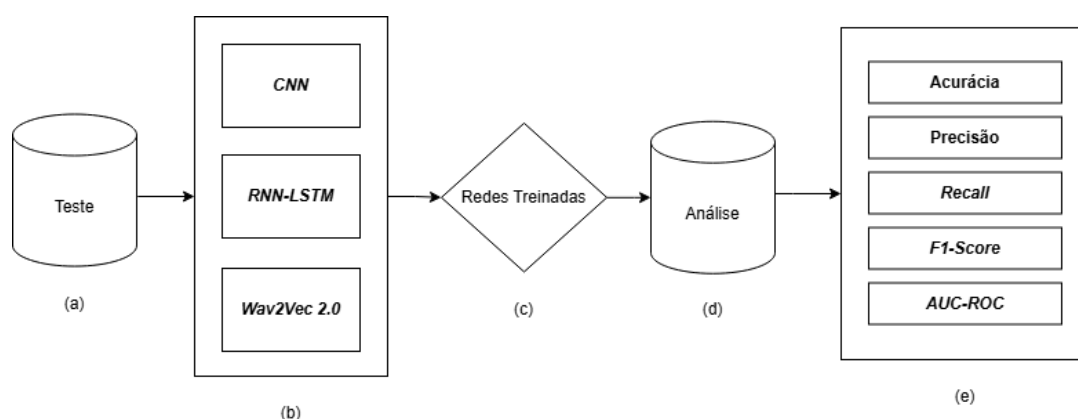 Teste
(a)
CNN
RNN-LSTM
Wav2Vec 2.0
(b)
Redes Treinadas
(c)
Análise
(d)
Acurácia
Precisão
Recall
F1-Score
AUC-ROC
(e)